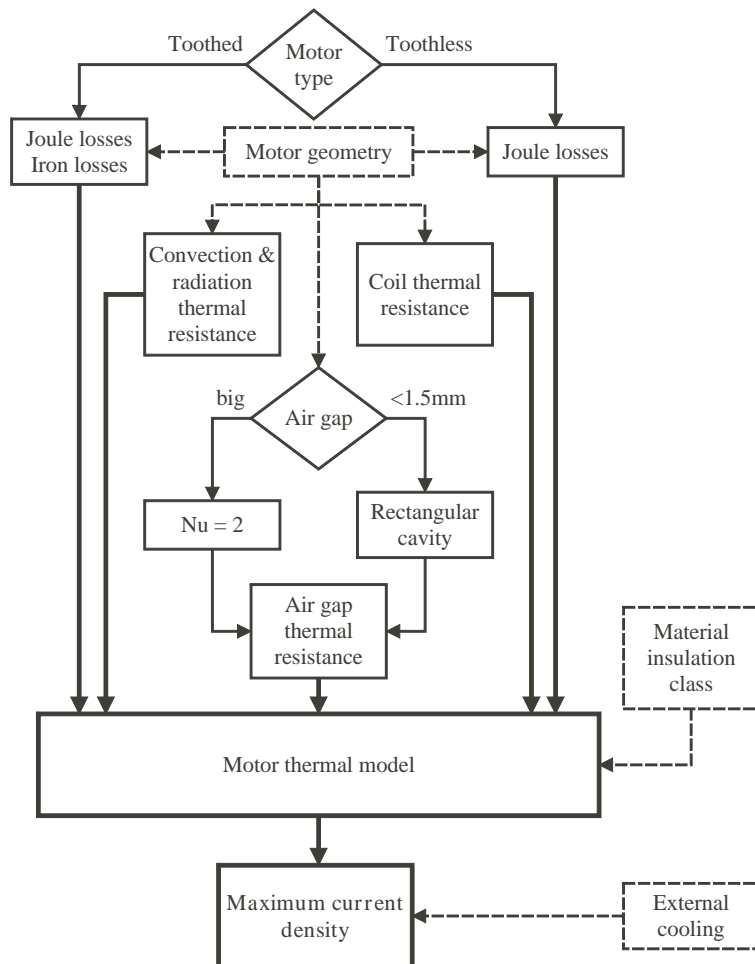 Toothed
Motor
type
Toothless
Joule losses
Iron losses
Motor geometry
Joule losses
Convection &
radiation
thermal
resistance
Coil thermal
resistance
big
Air gap
<1.5mm
Nu = 2
Rectangular
cavity
Air gap
thermal
resistance
Material
insulation
class
Motor thermal model
Maximum current
density
External
cooling